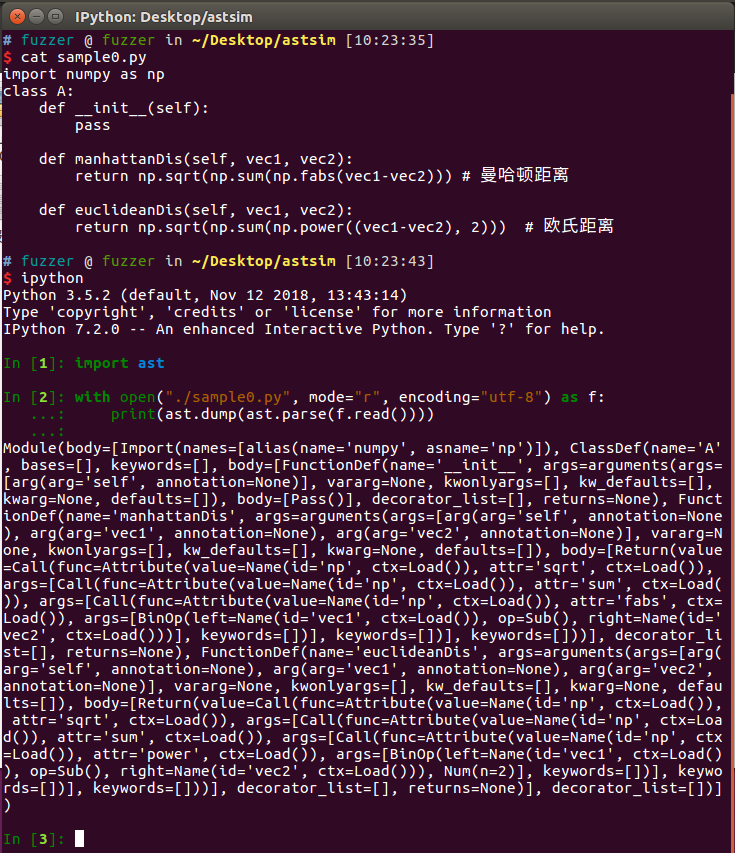 IPython: Desktop/astsim
# fuzzer @ fuzzer in ~/Desktop/astsim [10:23:35]
$ cat sample0.py
import numpy as np
class A:
    def __init__(self):
        pass

    def manhattanDis(self, vec1, vec2):
        return np.sqrt(np.sum(np.fabs(vec1-vec2))) # 曼哈顿距离

    def euclideanDis(self, vec1, vec2):
        return np.sqrt(np.sum(np.power((vec1-vec2), 2)))  # 欧氏距离

# fuzzer @ fuzzer in ~/Desktop/astsim [10:23:43]
$ ipython
Python 3.5.2 (default, Nov 12 2018, 13:43:14)
Type 'copyright', 'credits' or 'license' for more information
IPython 7.2.0 -- An enhanced Interactive Python. Type '?' for help.

In [1]: import ast

In [2]: with open("./sample0.py", mode="r", encoding="utf-8") as f:
   ...:     print(ast.dump(ast.parse(f.read())))
   ...:
Module(body=[Import(names=[alias(name='numpy', asname='np')]), ClassDef(name='A'
, bases=[], keywords=[], body=[FunctionDef(name='__init__', args=arguments(args=
[arg(arg='self', annotation=None)], vararg=None, kwonlyargs=[], kw_defaults=[],
kwarg=None, defaults=[]), body=[Pass()], decorator_list=[], returns=None), Funct
ionDef(name='manhattanDis', args=arguments(args=[arg(arg='self', annotation=None
), arg(arg='vec1', annotation=None), arg(arg='vec2', annotation=None)], vararg=N
one, kwonlyargs=[], kw_defaults=[], kwarg=None, defaults=[]), body=[Return(value
=Call(func=Attribute(value=Name(id='np', ctx=Load()), attr='sqrt', ctx=Load()),
args=[Call(func=Attribute(value=Name(id='np', ctx=Load()), attr='sum', ctx=Load(
)), args=[Call(func=Attribute(value=Name(id='np', ctx=Load()), attr='fabs', ctx=
Load()), args=[BinOp(left=Name(id='vec1', ctx=Load()), op=Sub(), right=Name(id='
vec2', ctx=Load()))], keywords=[])], keywords=[])], keywords=[]))], decorator_li
st=[], returns=None), FunctionDef(name='euclideanDis', args=arguments(args=[arg(
arg='self', annotation=None), arg(arg='vec1', annotation=None), arg(arg='vec2',
annotation=None)], vararg=None, kwonlyargs=[], kw_defaults=[], kwarg=None, defau
lts=[]), body=[Return(value=Call(func=Attribute(value=Name(id='np', ctx=Load()),
 attr='sqrt', ctx=Load()), args=[Call(func=Attribute(value=Name(id='np', ctx=Loa
d()), attr='sum', ctx=Load()), args=[Call(func=Attribute(value=Name(id='np', ctx
=Load()), attr='power', ctx=Load()), args=[BinOp(left=Name(id='vec1', ctx=Load()
), op=Sub(), right=Name(id='vec2', ctx=Load())), Num(n=2)], keywords=[])], keywo
rds=[])], keywords=[]))], decorator_list=[], returns=None)], decorator_list=[])]
)

In [3]: